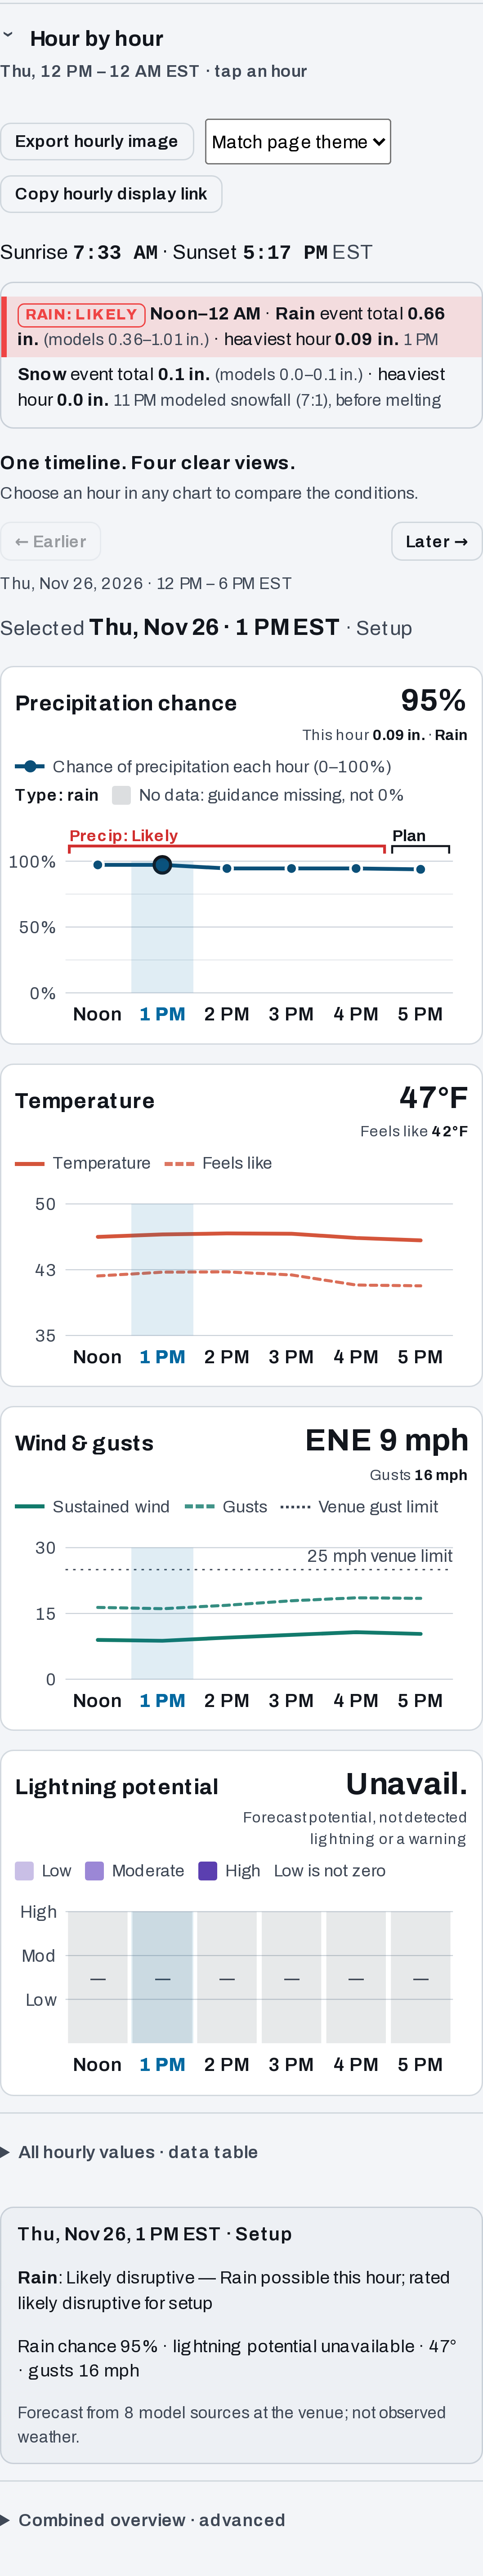 Hour by hour
Thu, 12 PM – 12 AM EST · tap an hour
Export hourly image
Match page theme
Copy hourly display link
Sunrise 7:33 AM · Sunset 5:17 PM EST
RAIN: LIKELY Noon–12 AM · Rain event total 0.66
in. (models 0.36–1.01 in.) · heaviest hour 0.09 in. 1 PM
Snow event total 0.1 in. (models 0.0–0.1 in.) · heaviest
hour 0.0 in. 11 PM modeled snowfall (7:1), before melting
One timeline. Four clear views.
Choose an hour in any chart to compare the conditions.
← Earlier
Later →
Thu, Nov 26, 2026 · 12 PM – 6 PM EST
Selected Thu, Nov 26 · 1 PM EST · Setup
Precipitation chance 95%
This hour 0.09 in. · Rain
Chance of precipitation each hour (0–100%)
Type: rain No data: guidance missing, not 0%
Precip: Likely Plan
100%
50%
0%
Noon 1 PM 2 PM 3 PM 4 PM 5 PM
Temperature 47°F
Feels like 42°F
Temperature Feels like
50
43
35
Noon 1 PM 2 PM 3 PM 4 PM 5 PM
Wind & gusts ENE 9 mph
Gusts 16 mph
Sustained wind Gusts Venue gust limit
30
25 mph venue limit
15
0
Noon 1 PM 2 PM 3 PM 4 PM 5 PM
Lightning potential Unavail.
Forecast potential, not detected
lightning or a warning
Low Moderate High Low is not zero
High
Mod
— — — — — —
Low
Noon 1 PM 2 PM 3 PM 4 PM 5 PM
All hourly values · data table
Thu, Nov 26, 1 PM EST · Setup
Rain: Likely disruptive — Rain possible this hour; rated
likely disruptive for setup
Rain chance 95% · lightning potential unavailable · 47°
· gusts 16 mph
Forecast from 8 model sources at the venue; not observed
weather.
Combined overview · advanced